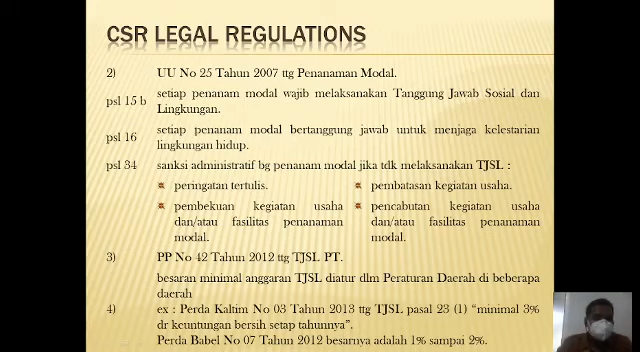 CSR LEGAL REGULATIONS
2) UU No 25 Tahun 2007 ttg Penanaman Modal.
psl 15 b setiap penanam modal wajib melaksanakan Tanggung Jawab Sosial dan
Lingkungan.
psl 16 setiap penanam modal bertanggung jawab untuk menjaga kelestarian
lingkungan hidup.
psl 34 sanksi administratif bg penanam modal jika tdk melaksanakan TJSL :
peringatan tertulis.
pembekuan kegiatan usaha
dan/atau fasilitas penanaman
modal.
pembatasan kegiatan usaha.
pencabutan kegiatan usaha
dan/atau fasilitas penanaman
modal.
3) PP No 42 Tahun 2012 ttg TJSL PT.
besaran minimal anggaran TJSL diatur dlm Peraturan Daerah di beberapa
daerah
4) ex : Perda Kaltim No 03 Tahun 2013 ttg TJSL pasal 23 (1) “minimal 3%
dr keuntungan bersih setap tahunnya”.
Perda Babel No 07 Tahun 2012 besarnya adalah 1% sampai 2%.